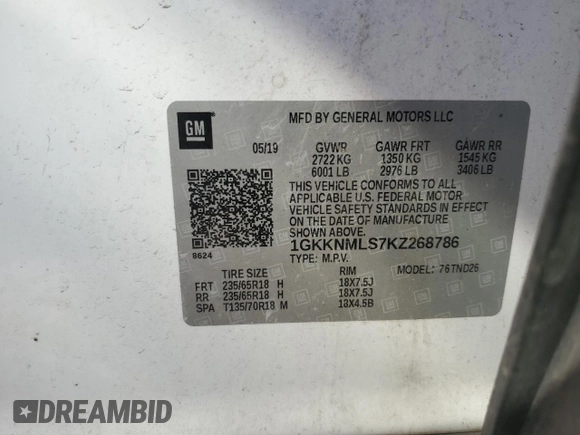 GM
MFD BY GENERAL MOTORS LLC
05/19 GVWR GAWR FRT GAWR RR
2722 KG 1350 KG 1545 KG
6001 LB 2976 LB 3406 LB
THIS VEHICLE CONFORMS TO ALL
APPLICABLE U.S. FEDERAL MOTOR
VEHICLE SAFETY STANDARDS IN EFFECT
ON THE DATE OF MANUFACTURE
SHOWN ABOVE.
8624
1GKKNMLS7KZ268786
TYPE: M.P.V. MODEL: 76TND26
TIRE SIZE RIM
FRT 235/65R18 H 18X7.5J
RR 235/65R18 H 18X7.5J
SPA T135/70R18 M 18X4.5B
DREAMBID